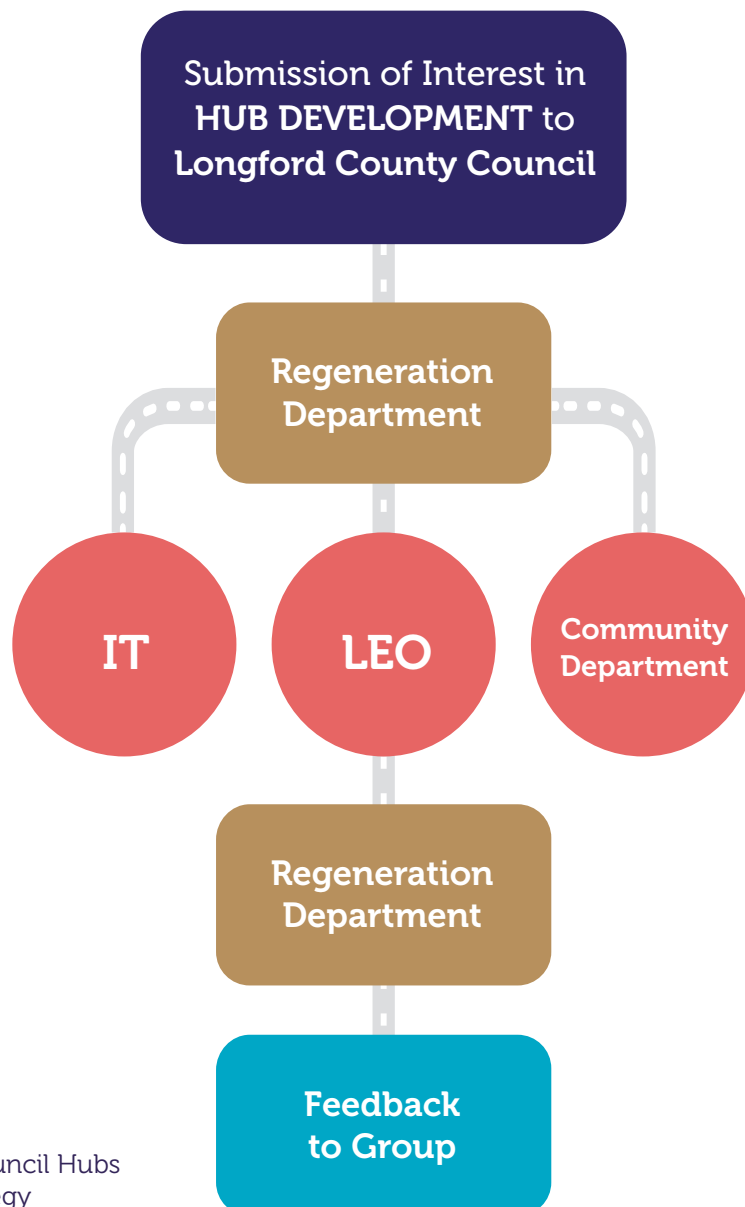 Submission of Interest in
HUB DEVELOPMENT to
Longford County Council
Regeneration
Department
IT
LEO
Community
Department
Regeneration
Department
Feedback
to Group
Hubs